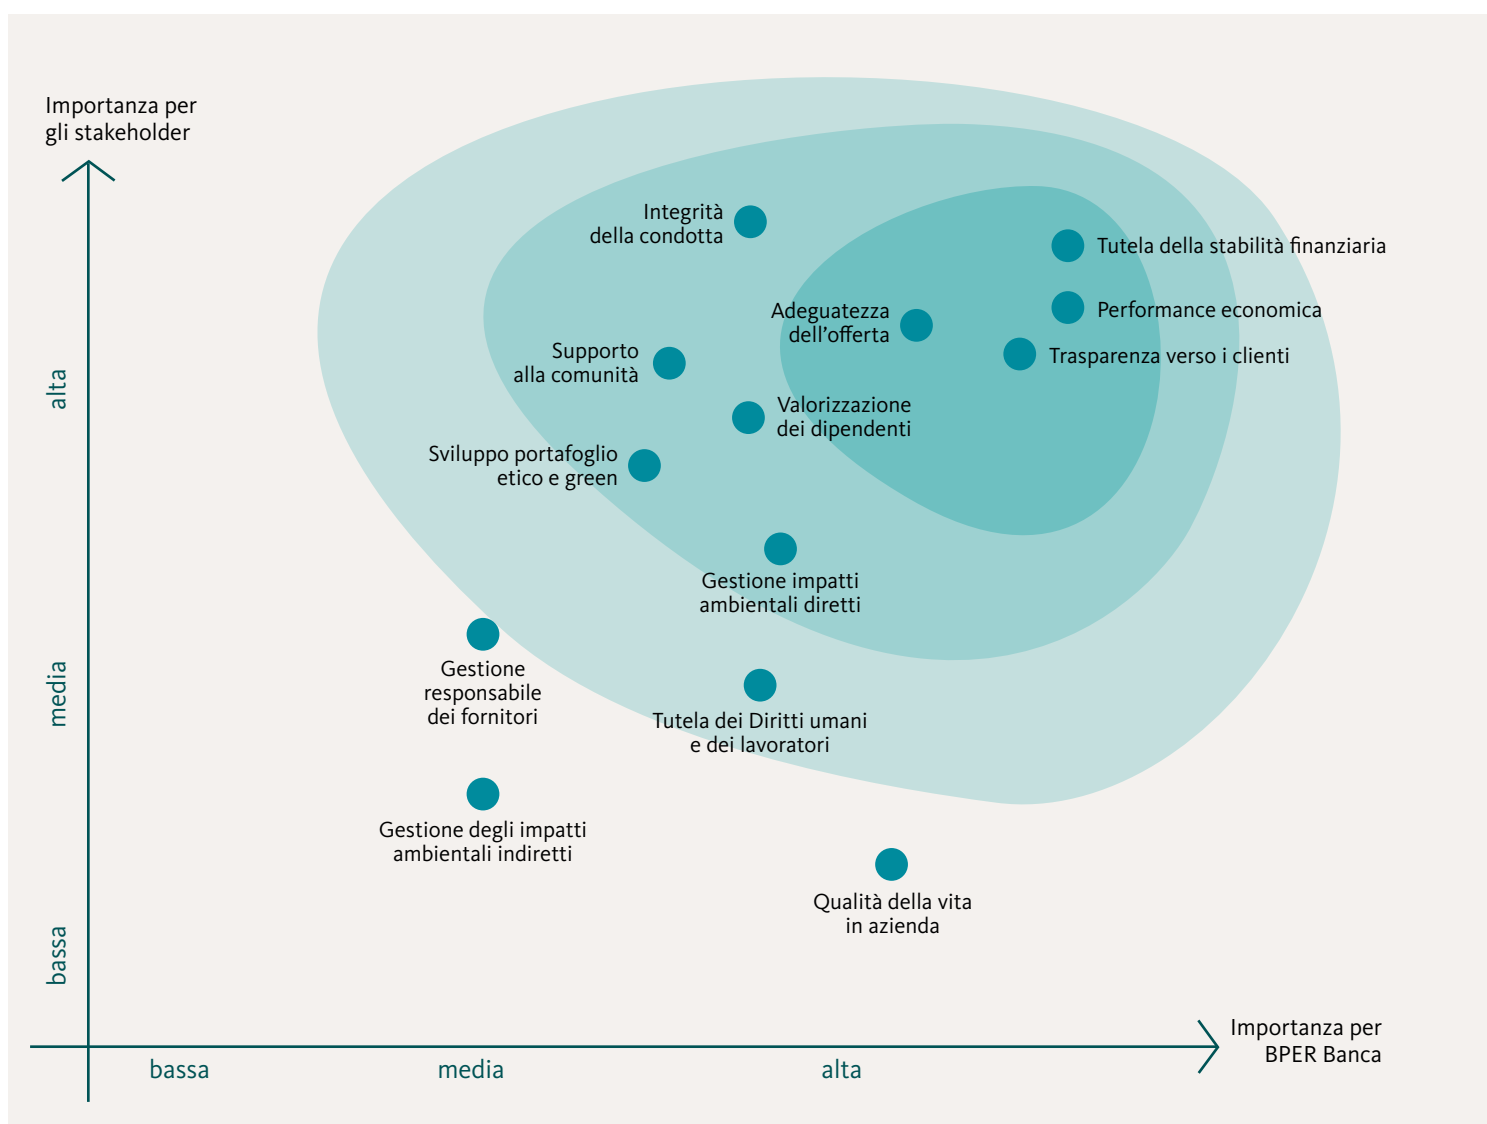 Importanza per
gli stakeholder
Integrità
della condotta
Tutela della stabilità finanziaria
Adeguatezza
dell’offerta
Performance economica
Supporto
alla comunità
Trasparenza verso i clienti
alta
Valorizzazione
dei dipendenti
Sviluppo portafoglio
etico e green
Gestione impatti
ambientali diretti
media
Gestione
responsabile
dei fornitori
Tutela dei Diritti umani
e dei lavoratori
Gestione degli impatti
ambientali indiretti
Qualità della vita
in azienda
bassa
Importanza per
BPER Banca
bassa
media
alta